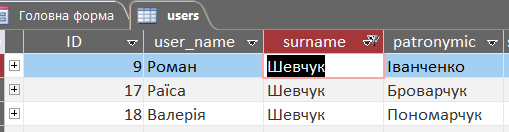 Головна форма users
ID user_name surname patronymic
9 Роман Шевчук Іванченко
17 Раїса Шевчук Броварчук
18 Валерія Шевчук Пономарчук